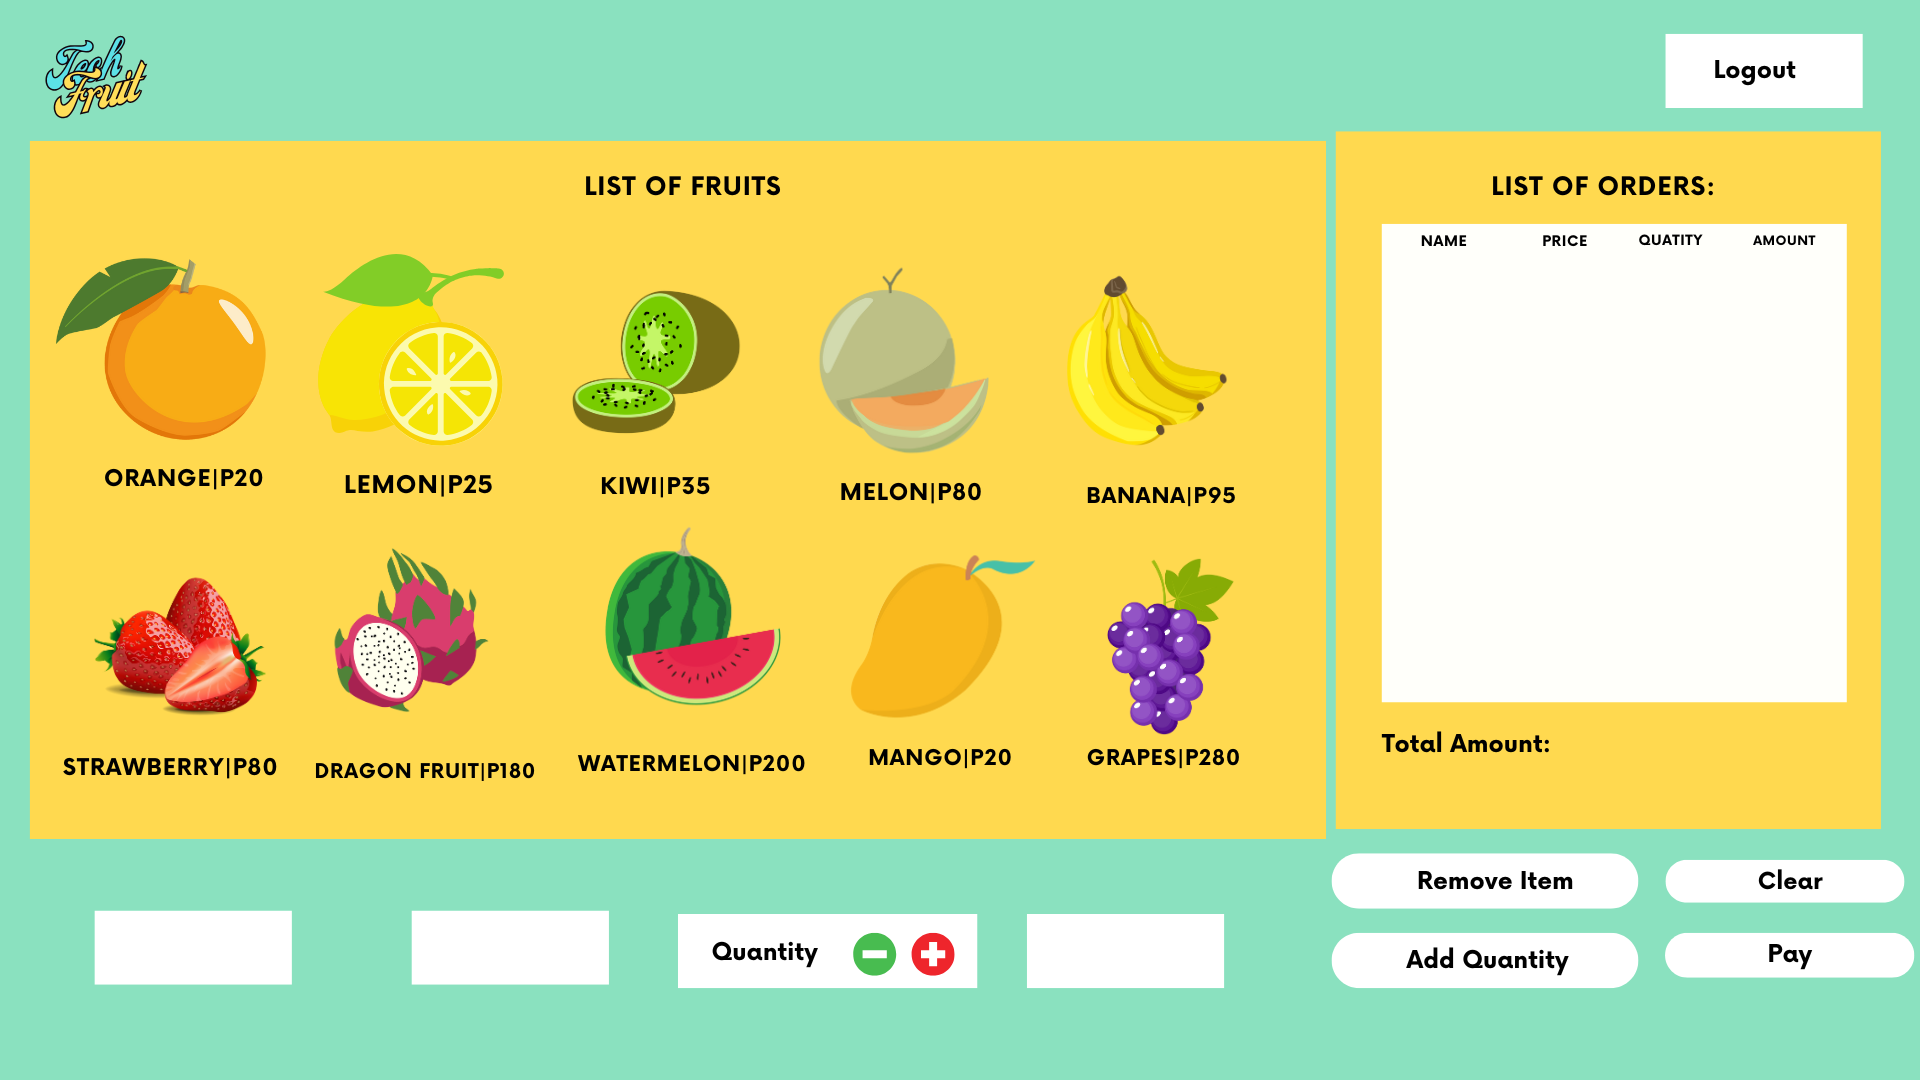 Tech
Fruit
Logout
LIST OF FRUITS
ORANGE|P20
LEMON|P25
KIWI|P35
MELON|P80
BANANA|P95
STRAWBERRY|P80
DRAGON FRUIT|P180
WATERMELON|P200
MANGO|P20
GRAPES|P280
LIST OF ORDERS:
NAME PRICE QUATITY AMOUNT
Total Amount:
Quantity
Remove Item
Clear
Add Quantity
Pay